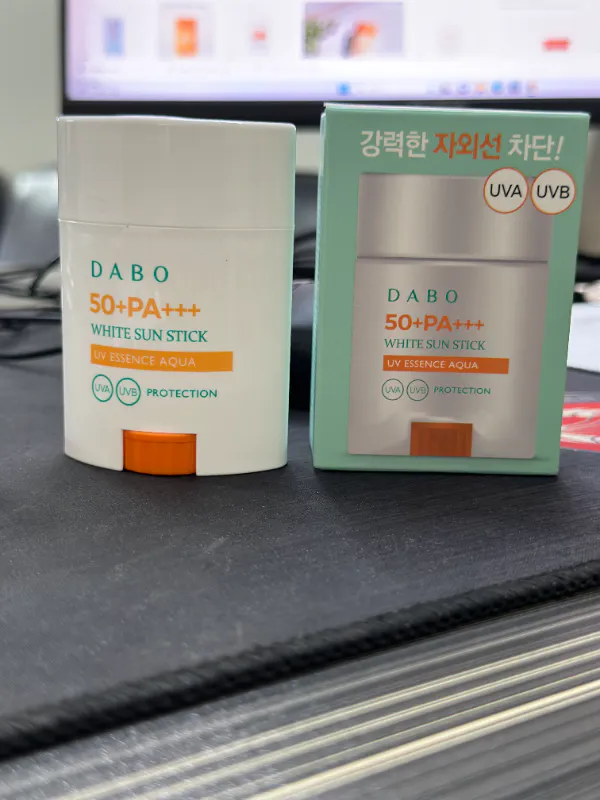 DABO
50+PA+++
WHITE SUN STICK
UV ESSENCE AQUA
UVA UVB PROTECTION
강력한 자외선 차단!
UVA UVB
DABO
50+PA+++
WHITE SUN STICK
UV ESSENCE AQUA
UVA UVB PROTECTION